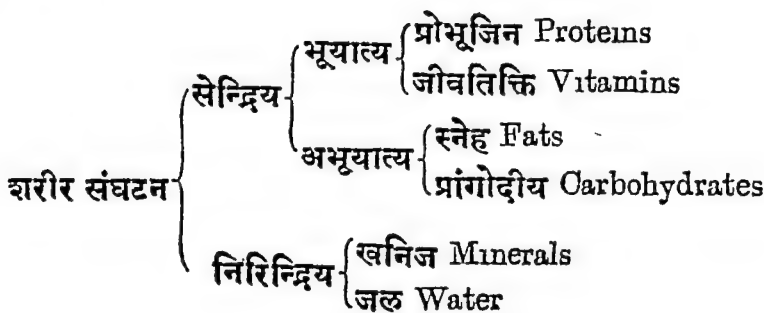 भूयात्य प्रोभूजिन Proteins
जीवतिक्ति Vitamins
सेन्द्रिय
अभूयात्य स्नेह Fats
प्रांगोदीय Carbohydrates
शरीर संघटन
निरिन्द्रिय खनिज Minerals
जल Water